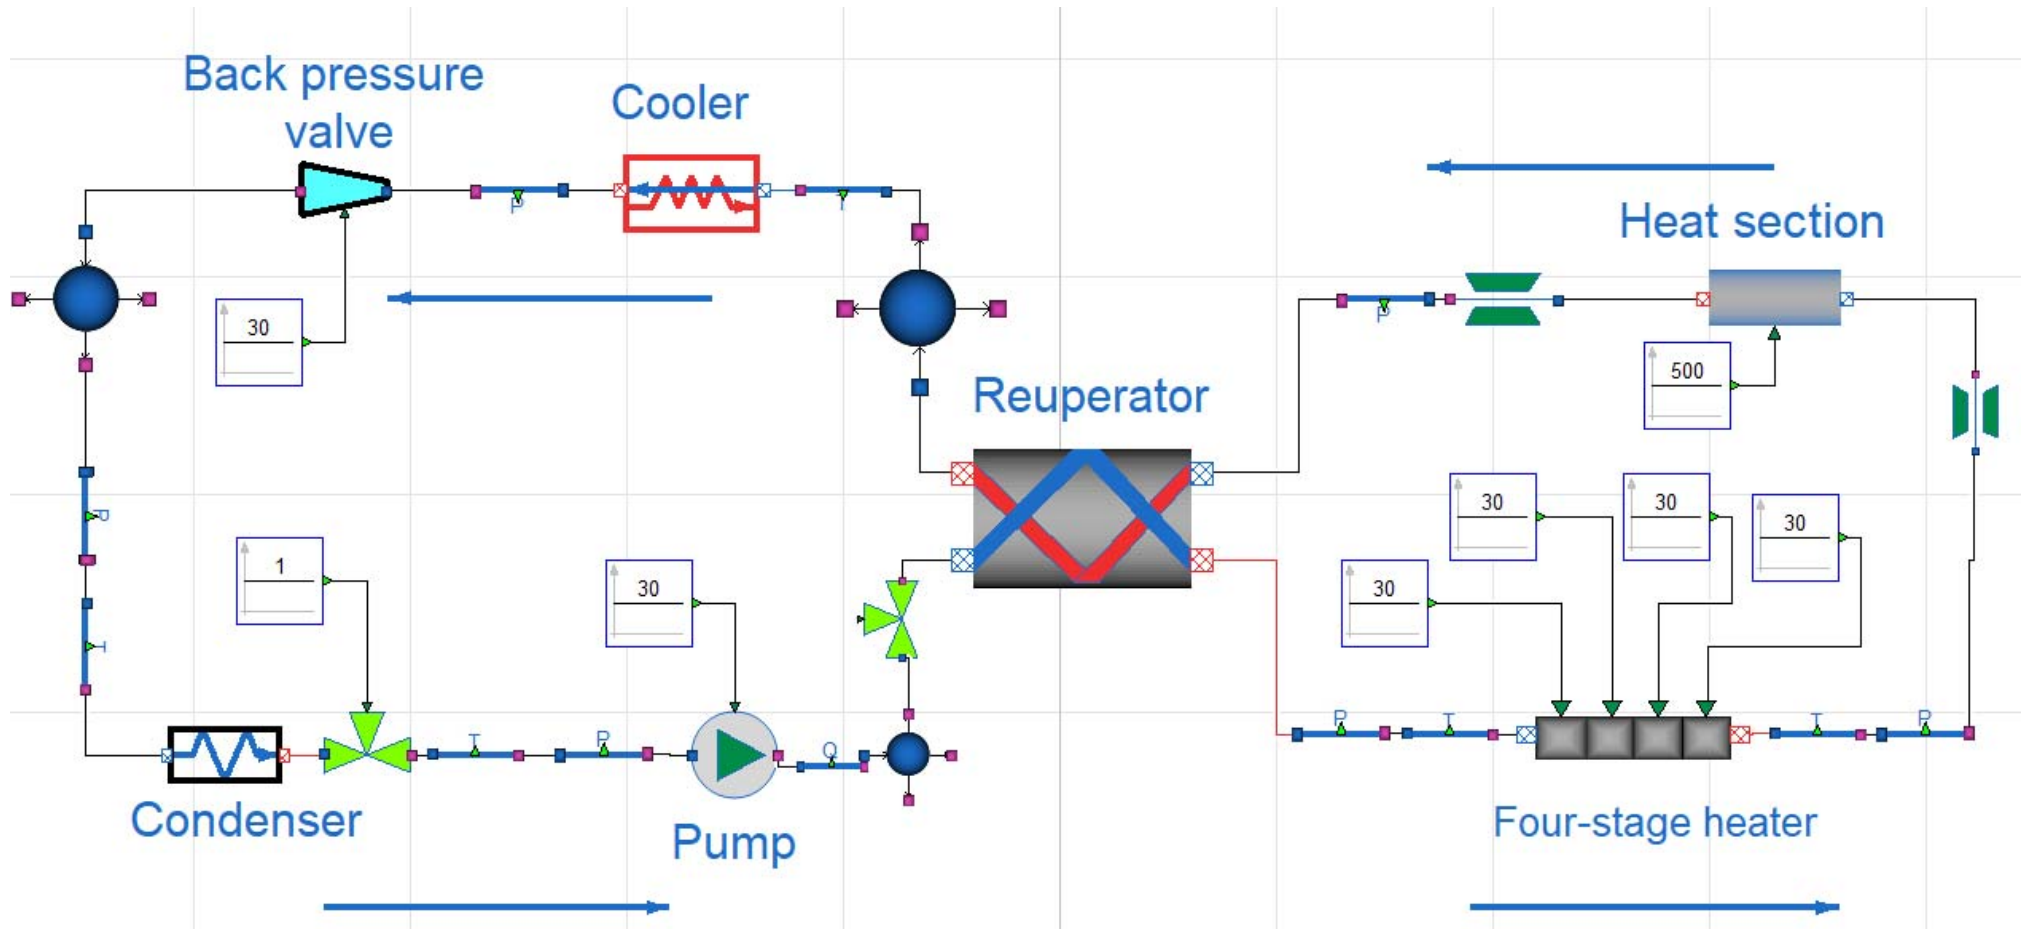 Back pressure
valve
Cooler
P
T
Heat section
30
P
500
Reuperator
P
30
30
30
1
30
30
T
P
T
T
P
Q
P
T
P
Condenser
Pump
Four-stage heater